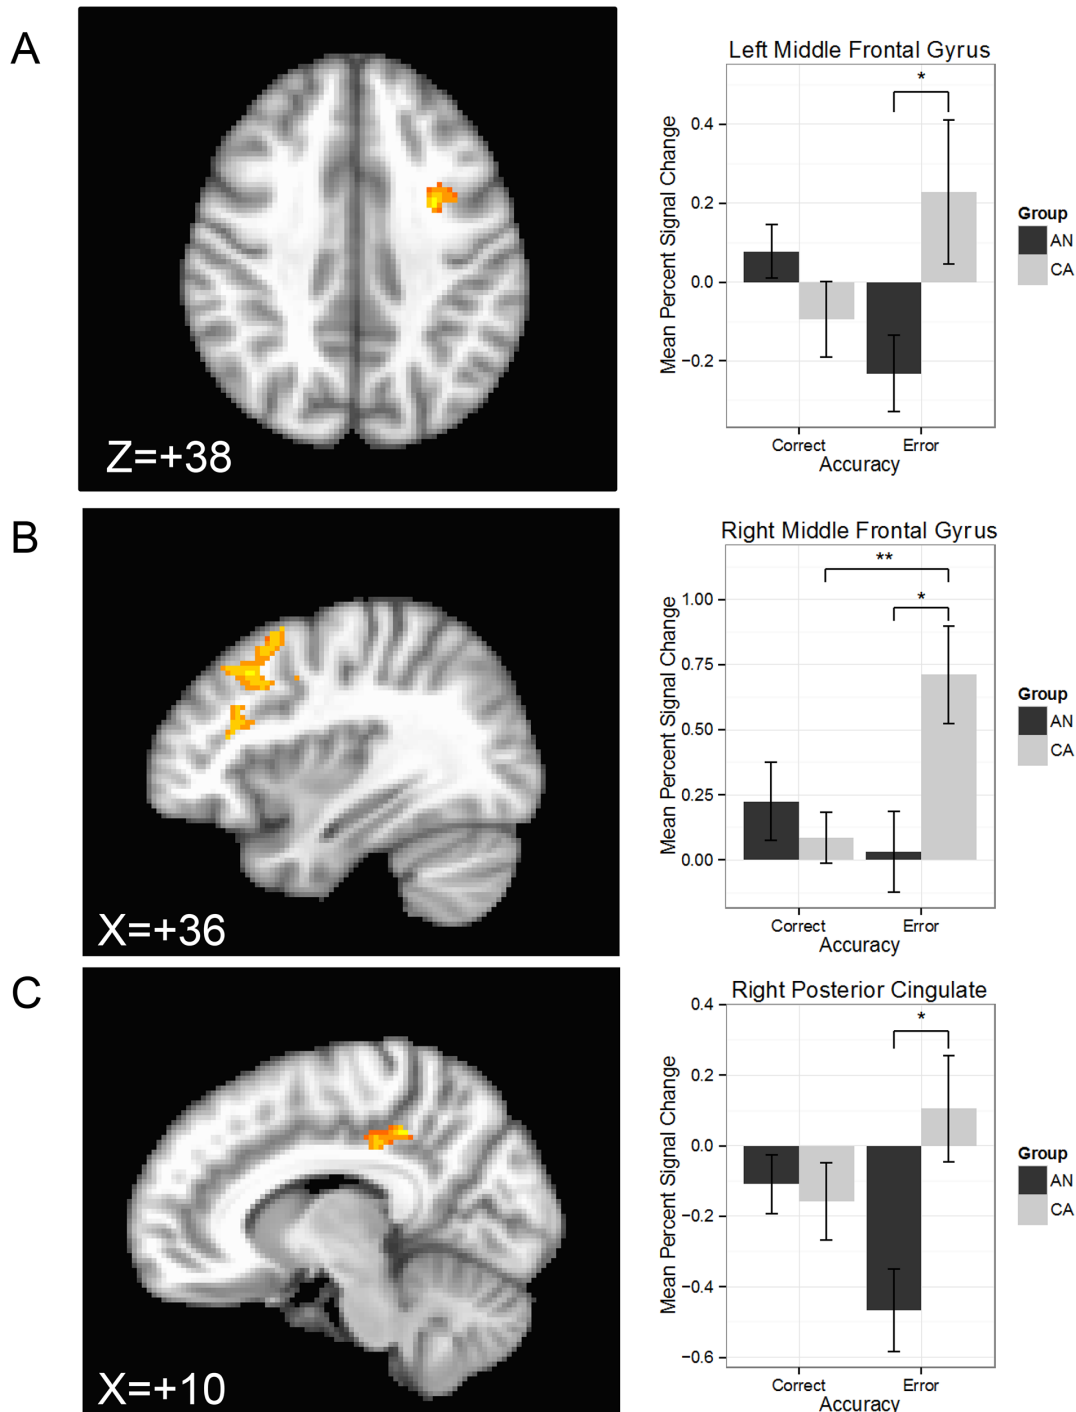 A
Z=+38
Left Middle Frontal Gyrus
Mean Percent Signal Change
0.4
0.2
0.0
−0.2
*
Correct
Error
Accuracy
Group
AN
CA
B
X=+36
Right Middle Frontal Gyrus
Mean Percent Signal Change
1.00
0.75
0.50
0.25
0.00
**
*
Correct
Error
Accuracy
Group
AN
CA
C
X=+10
Right Posterior Cingulate
Mean Percent Signal Change
0.4
0.2
0.0
−0.2
−0.4
−0.6
*
Correct
Error
Accuracy
Group
AN
CA